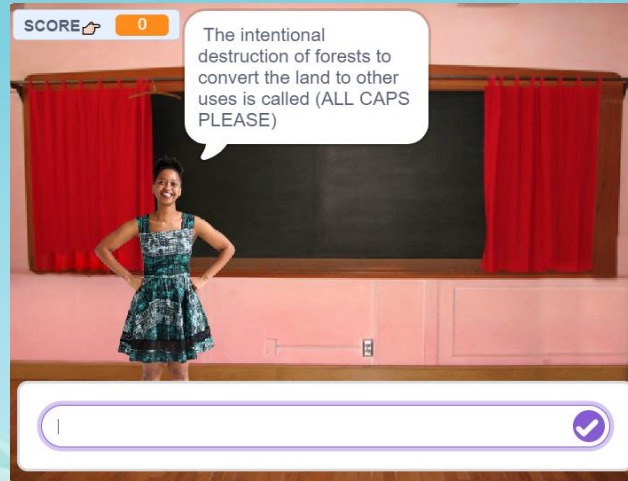 SCORE 0
The intentional
destruction of forests to
convert the land to other
uses is called (ALL CAPS
PLEASE)